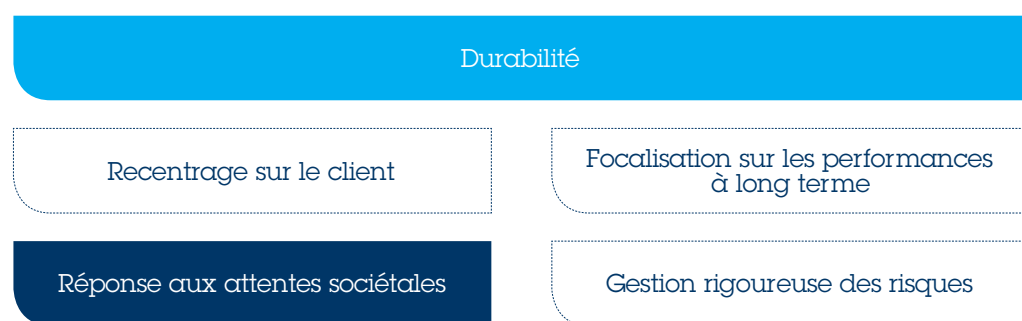 Durabilité
Recentrage sur le client
Focalisation sur les performances
à long terme
Réponse aux attentes sociétales
Gestion rigoureuse des risques